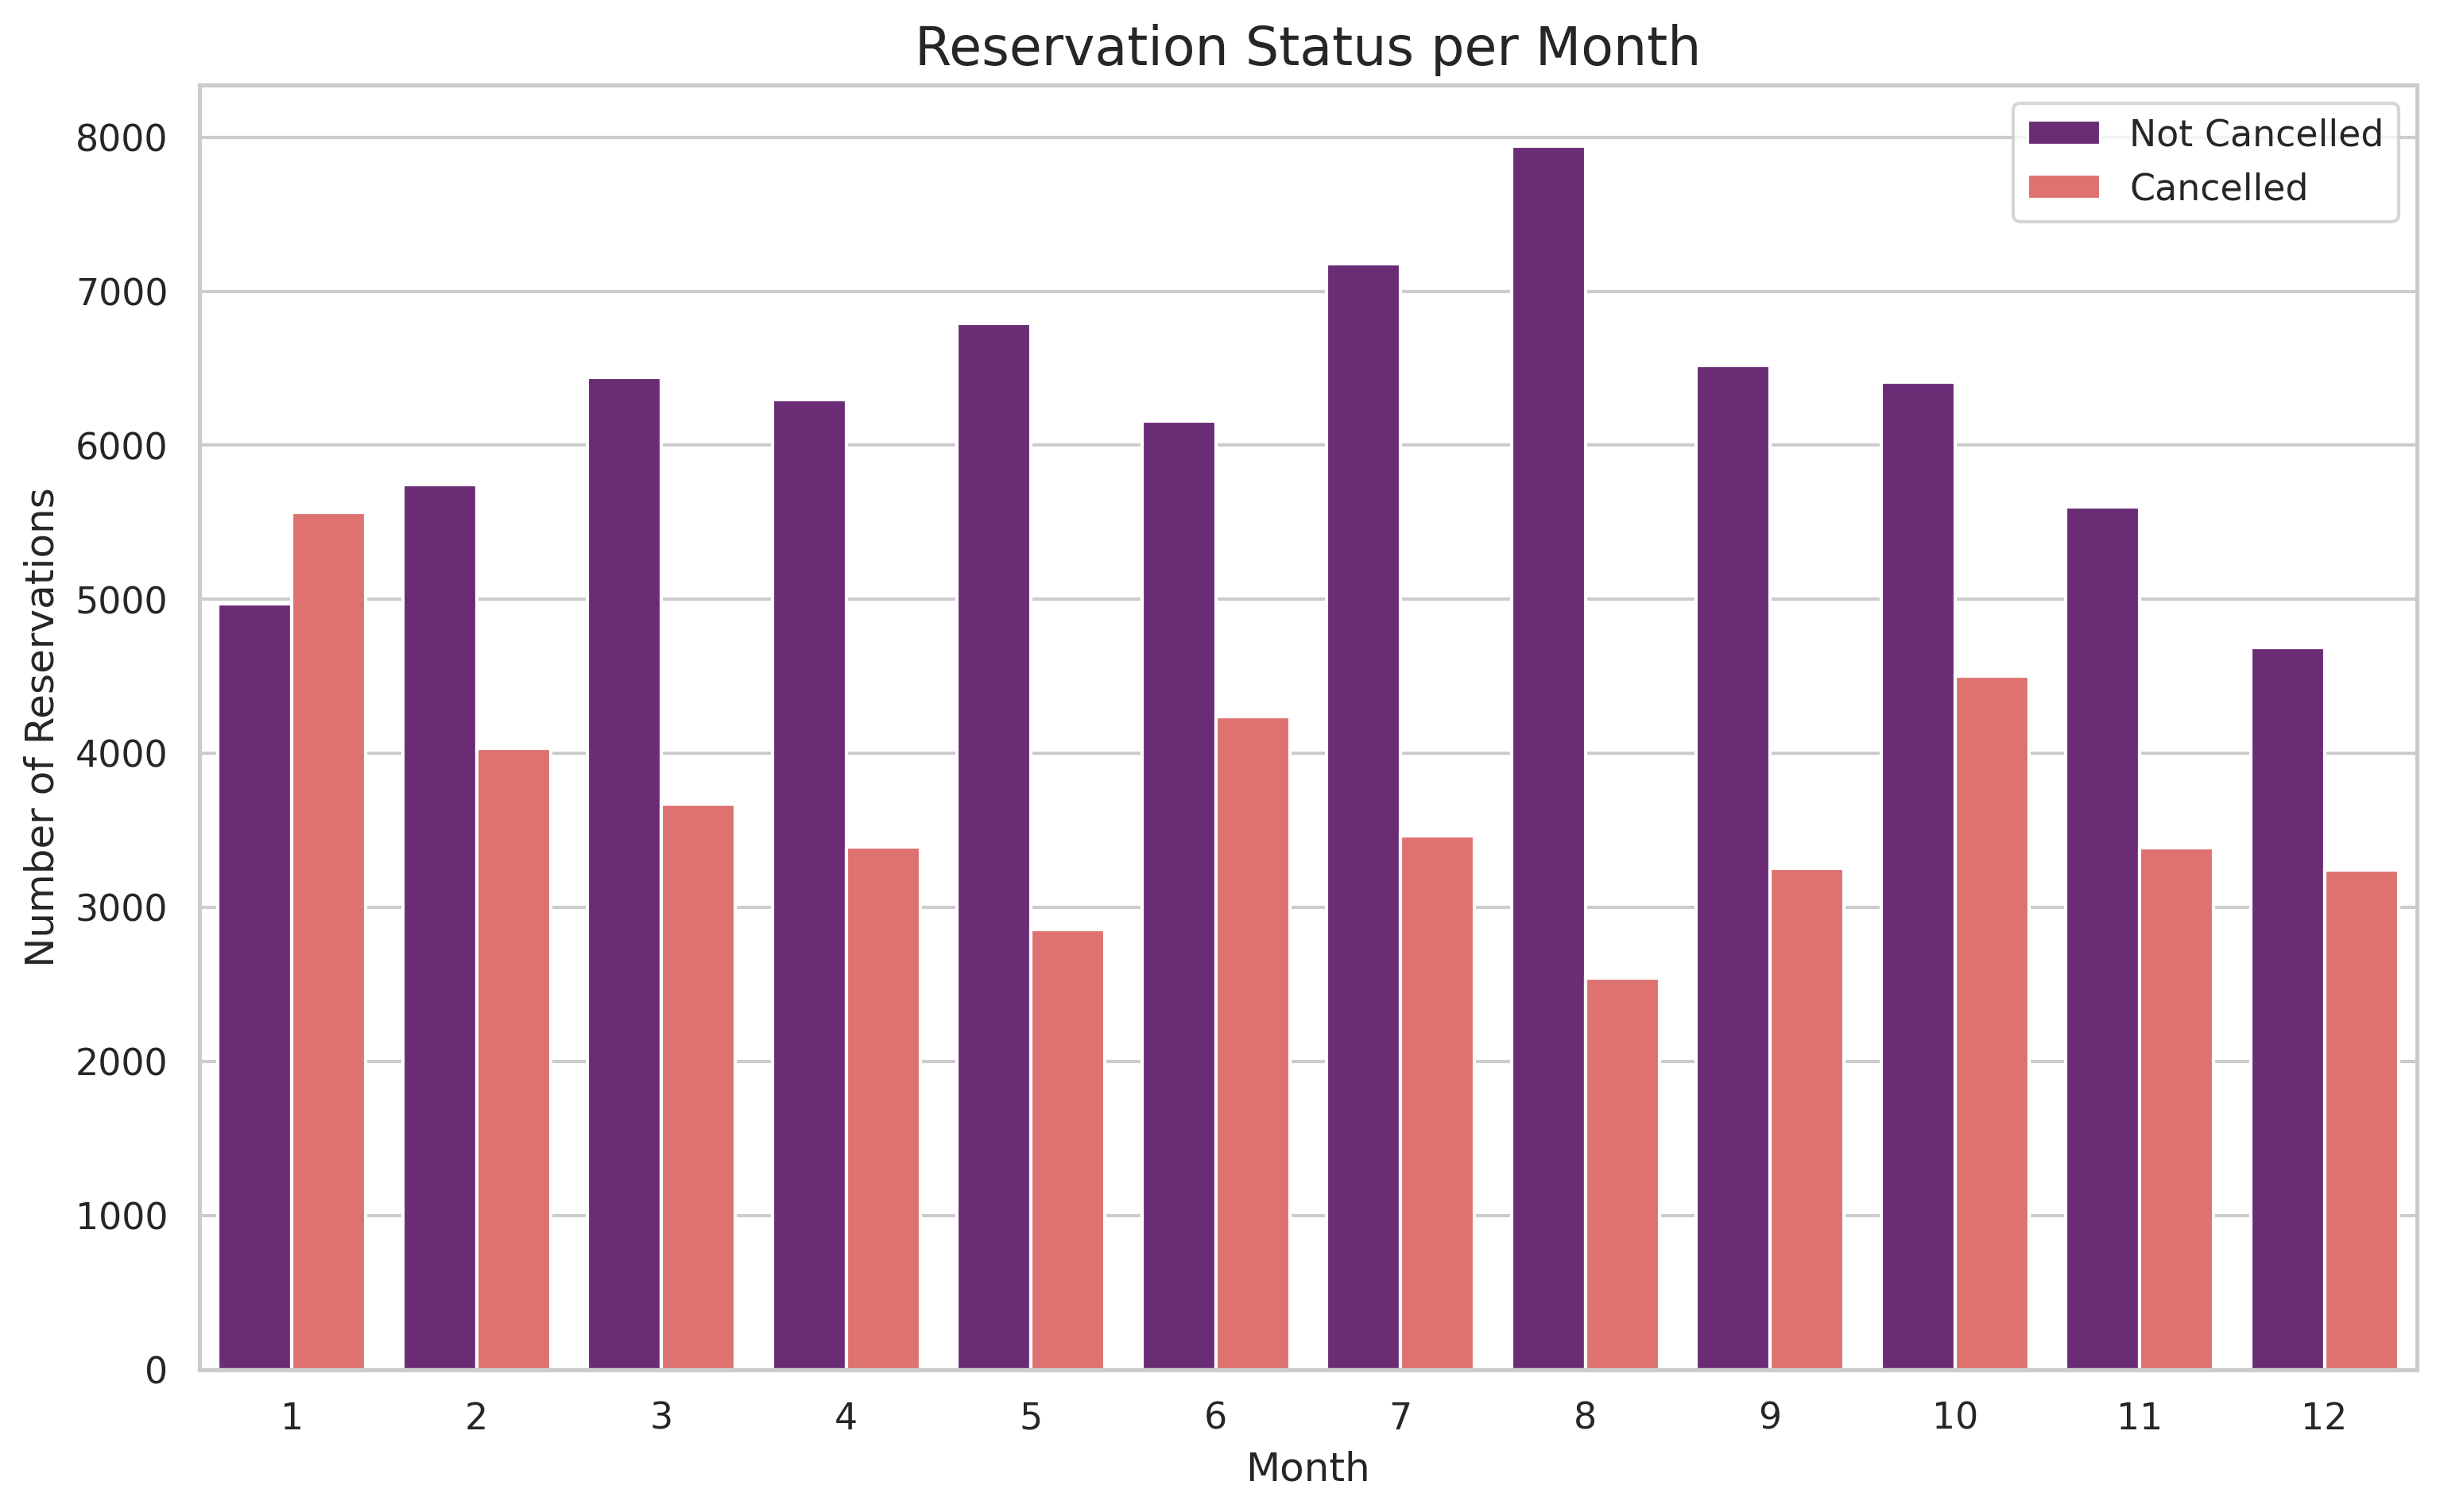 Reservation Status per Month
Not Cancelled
Cancelled
Number of Reservations
8000
7000
6000
5000
4000
3000
2000
1000
0
1 2 3 4 5 6 7 8 9 10 11 12
Month